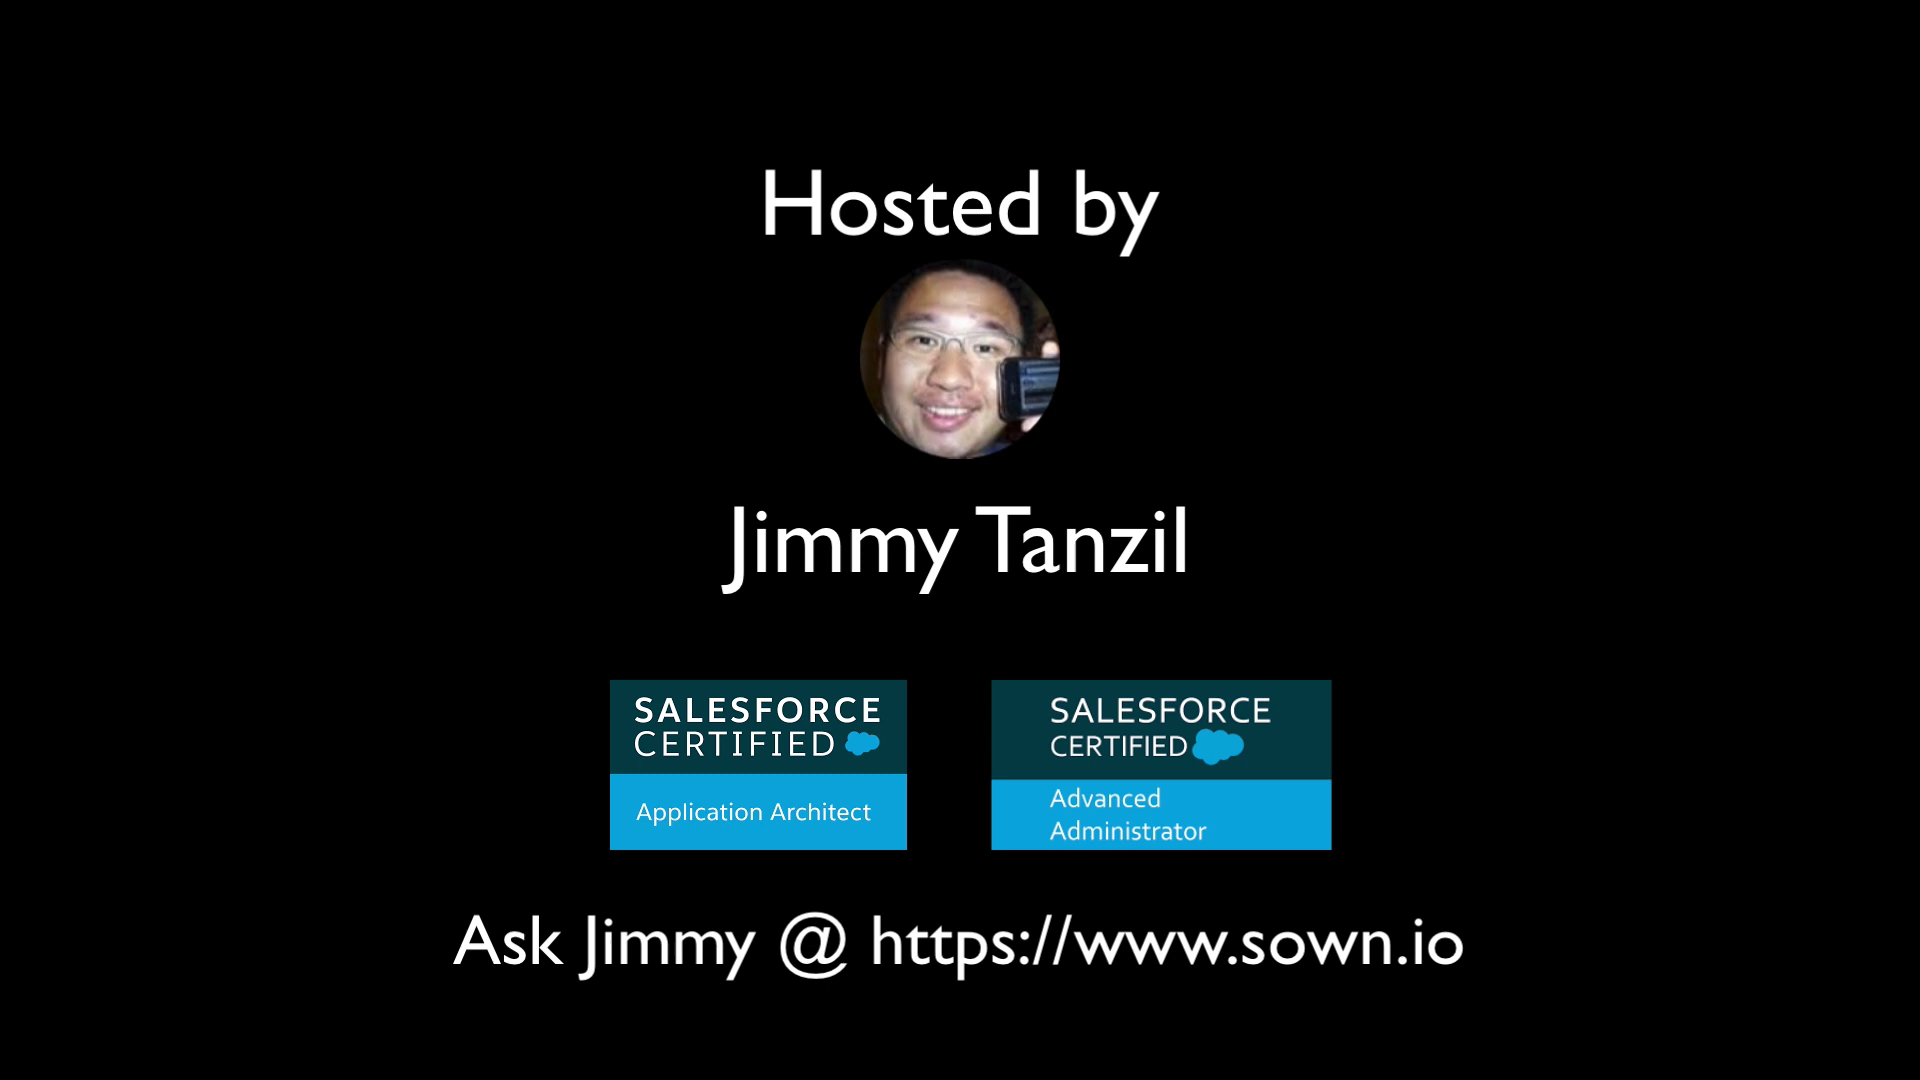 Hosted by
Jimmy Tanzil
SALESFORCE
CERTIFIED
Application Architect
SALESFORCE
CERTIFIED
Advanced
Administrator
Ask Jimmy @ https://www.sown.io